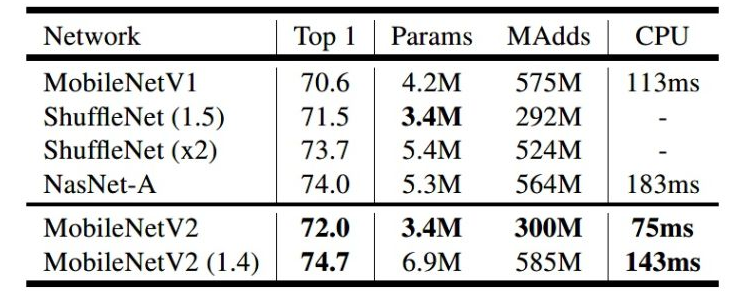 Network Top 1 Params MAdds CPU
MobileNetV1 70.6 4.2M 575M 113ms
ShuffleNet (1.5) 71.5 3.4M 292M -
ShuffleNet (x2) 73.7 5.4M 524M -
NasNet-A 74.0 5.3M 564M 183ms
MobileNetV2 72.0 3.4M 300M 75ms
MobileNetV2 (1.4) 74.7 6.9M 585M 143ms